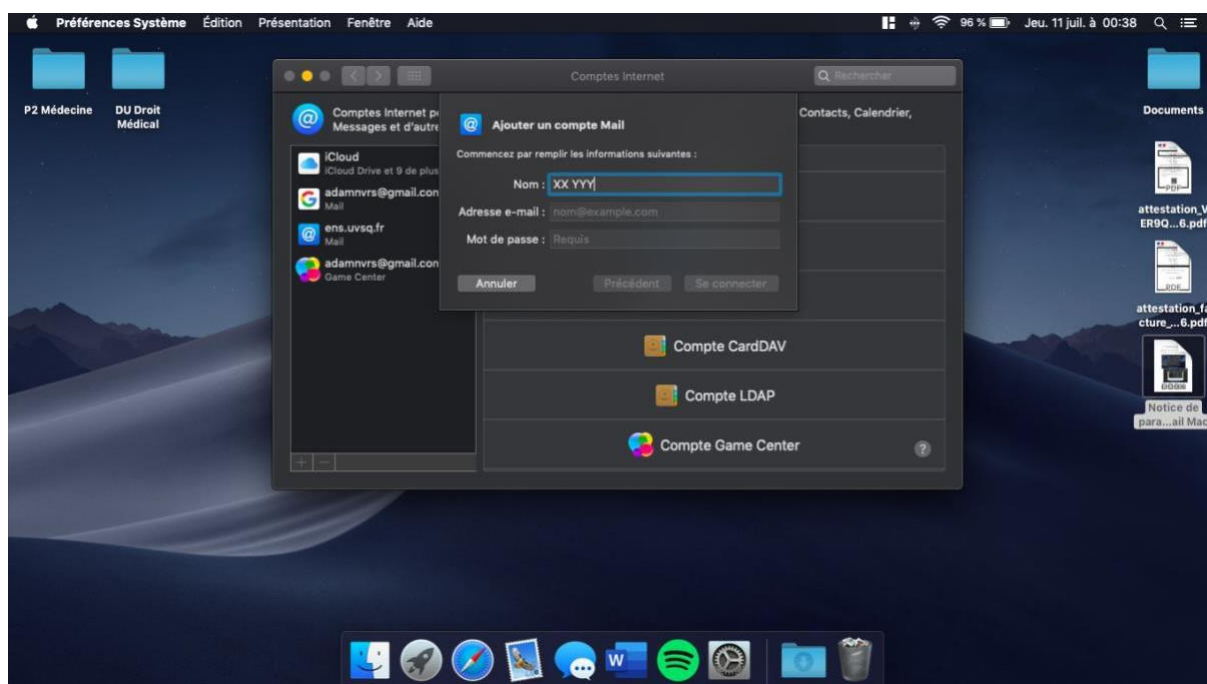 Préférences Système Édition Présentation Fenêtre Aide
96 % Jeu. 11 juil. à 00:38
P2 Médecine
DU Droit
Médical
Comptes Internet
Rechercher
Comptes Internet
Messages et d'autre
Contacts, Calendrier,
iCloud
iCloud Drive et 9 de plus
adamnvrs@gmail.con
Mail
ens.uvsq.fr
Mail
adamnvrs@gmail.con
Game Center
+ −
Ajouter un compte Mail
Commencez par remplir les informations suivantes :
Nom : XX YYY
Adresse e-mail : nom@example.com
Mot de passe : Requis
Annuler Précédent Se connecter
Compte CardDAV
Compte LDAP
Compte Game Center
?
Documents
PDF
attestation_V
ER9Q...6.pdf
PDF
attestation_fa
cture_...6.pdf
DOCX
Notice de
para...ail Mac
W